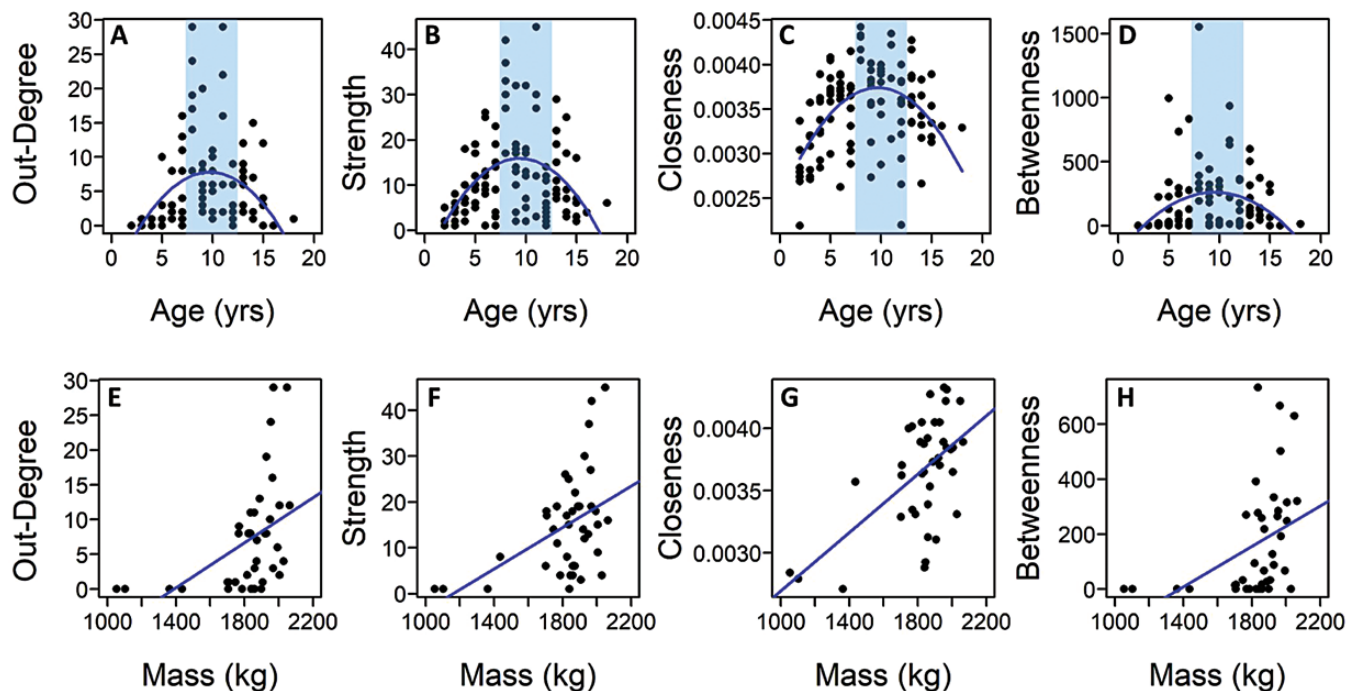 A
Out-Degree
30
25
20
15
10
5
0
0 5 10 15 20
Age (yrs)
B
Strength
40
30
20
10
0
0 5 10 15 20
Age (yrs)
C
Closeness
0.0045
0.0040
0.0035
0.0030
0.0025
0 5 10 15 20
Age (yrs)
D
Betweenness
1500
1000
500
0
0 5 10 15 20
Age (yrs)
E
Out-Degree
30
25
20
15
10
5
0
1000 1400 1800 2200
Mass (kg)
F
Strength
40
30
20
10
0
1000 1400 1800 2200
Mass (kg)
G
Closeness
0.0040
0.0035
0.0030
1000 1400 1800 2200
Mass (kg)
H
Betweenness
600
400
200
0
1000 1400 1800 2200
Mass (kg)